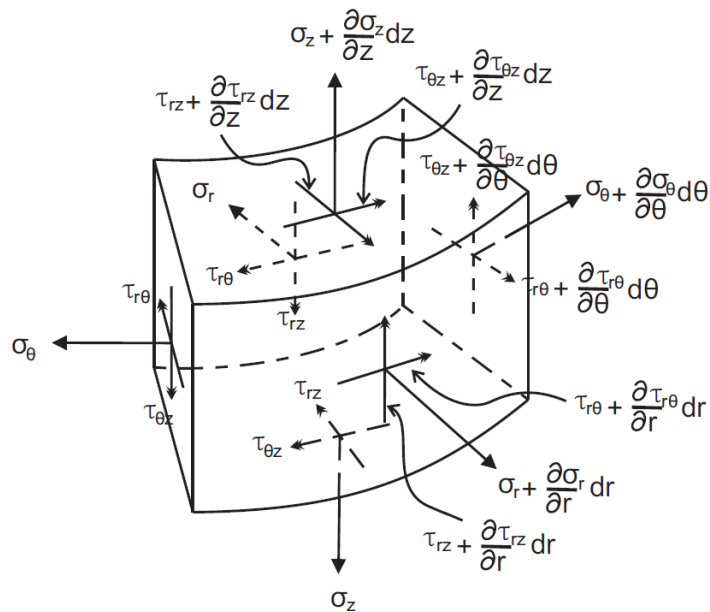 σz + ∂σz/∂z dz
τθz + ∂τθz/∂z dz
τrz + ∂τrz/∂z dz
τθz + ∂τθz/∂θ dθ
σθ + ∂σθ/∂θ dθ
σr
τrθ
τrθ
τrz
τrθ + ∂τrθ/∂θ dθ
σθ
τrz
τθz
τθz
τrθ + ∂τrθ/∂r dr
σr + ∂σr/∂r dr
τrz + ∂τrz/∂r dr
σz